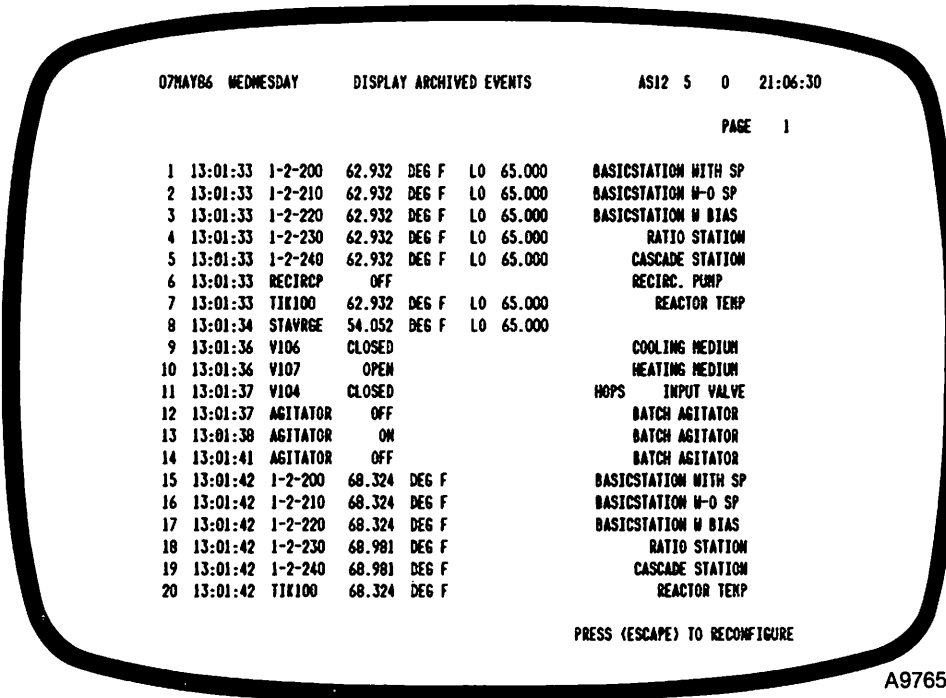 07MAY86 WEDNESDAY DISPLAY ARCHIVED EVENTS AS12 5 0 21:06:30
PAGE 1
1 13:01:33 1-2-200 62.932 DEG F LO 65.000 BASICSTATION WITH SP
2 13:01:33 1-2-210 62.932 DEG F LO 65.000 BASICSTATION W-O SP
3 13:01:33 1-2-220 62.932 DEG F LO 65.000 BASICSTATION W BIAS
4 13:01:33 1-2-230 62.932 DEG F LO 65.000 RATIO STATION
5 13:01:33 1-2-240 62.932 DEG F LO 65.000 CASCADE STATION
6 13:01:33 RECIRCP OFF RECIRC. PUMP
7 13:01:33 TIK100 62.932 DEG F LO 65.000 REACTOR TEMP
8 13:01:34 STAVRGE 54.052 DEG F LO 65.000
9 13:01:36 V106 CLOSED COOLING MEDIUM
10 13:01:36 V107 OPEN HEATING MEDIUM
11 13:01:37 V104 CLOSED HOPS INPUT VALVE
12 13:01:37 AGITATOR OFF BATCH AGITATOR
13 13:01:38 AGITATOR ON BATCH AGITATOR
14 13:01:41 AGITATOR OFF BATCH AGITATOR
15 13:01:42 1-2-200 68.324 DEG F BASICSTATION WITH SP
16 13:01:42 1-2-210 68.324 DEG F BASICSTATION W-O SP
17 13:01:42 1-2-220 68.324 DEG F BASICSTATION W BIAS
18 13:01:42 1-2-230 68.981 DEG F RATIO STATION
19 13:01:42 1-2-240 68.981 DEG F CASCADE STATION
20 13:01:42 TIK100 68.324 DEG F REACTOR TEMP
PRESS (ESCAPE) TO RECONFIGURE
A9765